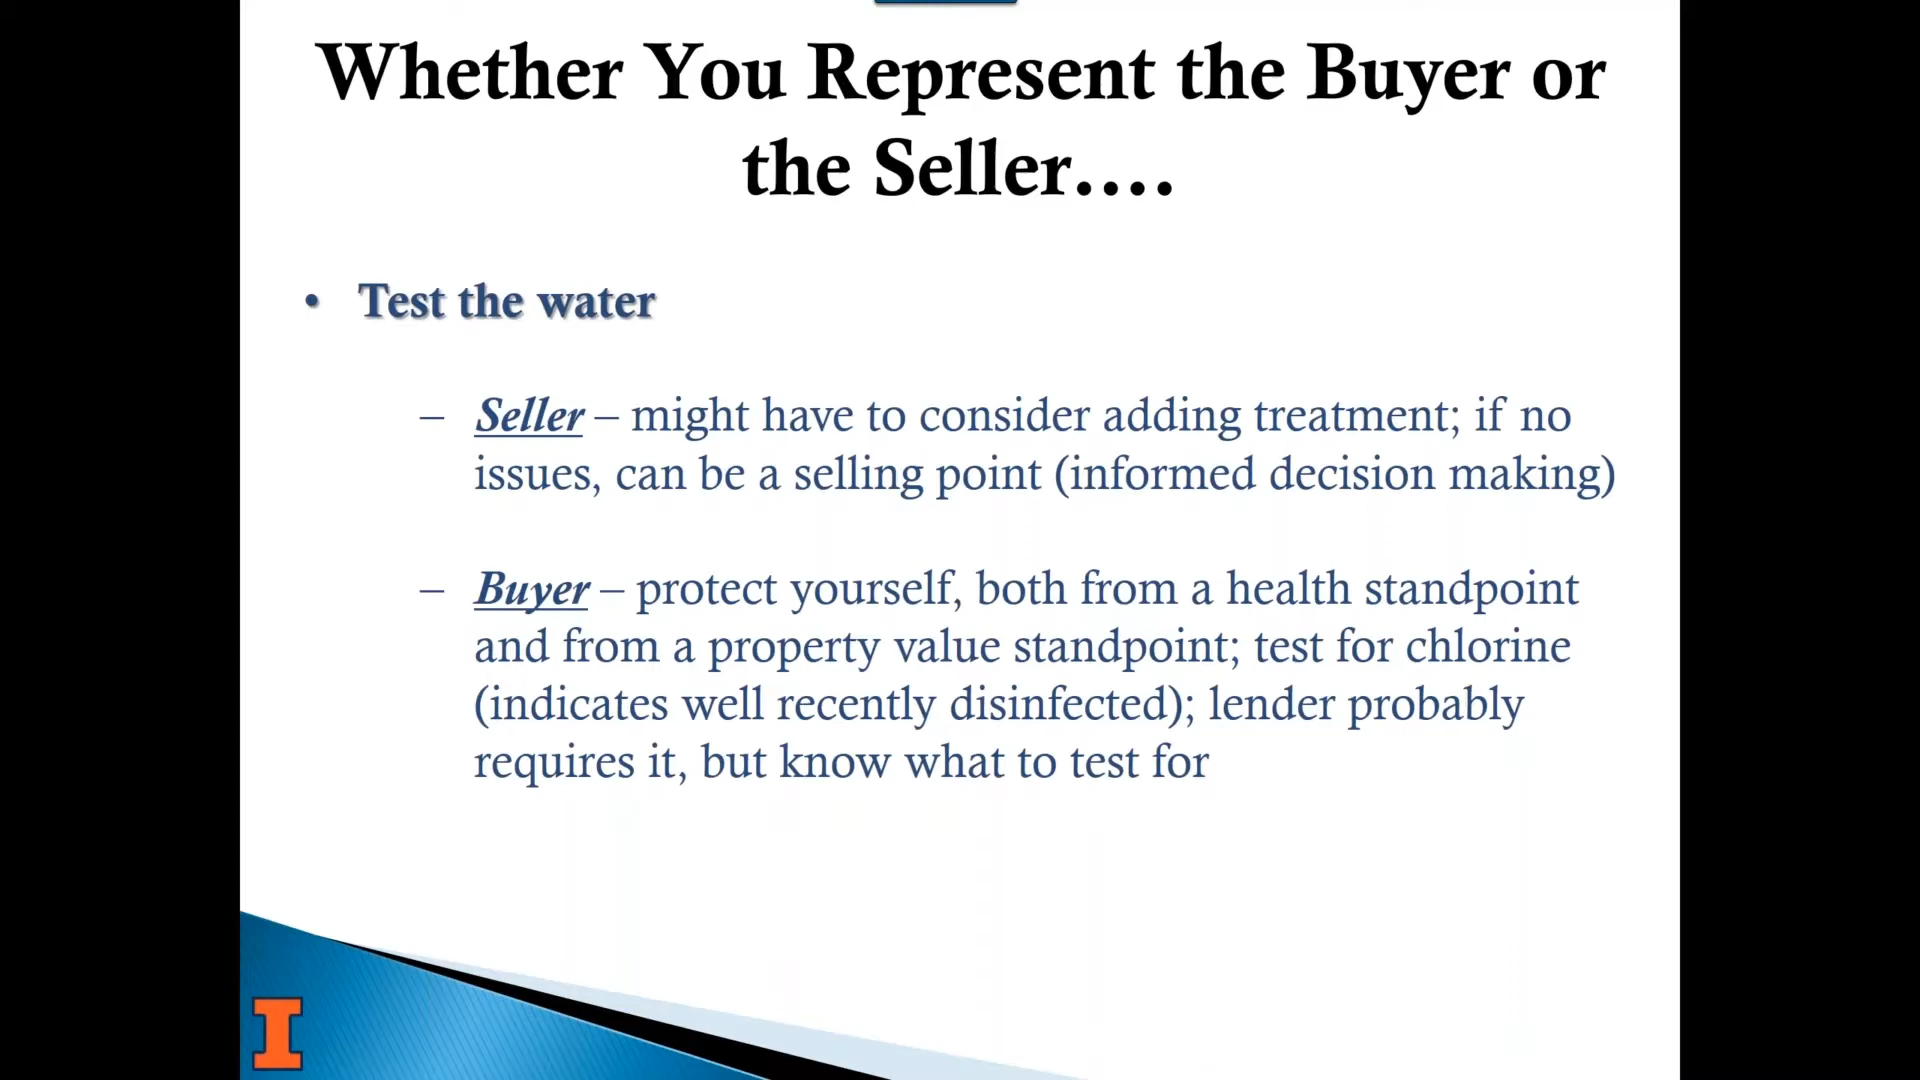 Whether You Represent the Buyer or
the Seller....
• Test the water
– Seller – might have to consider adding treatment; if no
issues, can be a selling point (informed decision making)
– Buyer – protect yourself, both from a health standpoint
and from a property value standpoint; test for chlorine
(indicates well recently disinfected); lender probably
requires it, but know what to test for
I